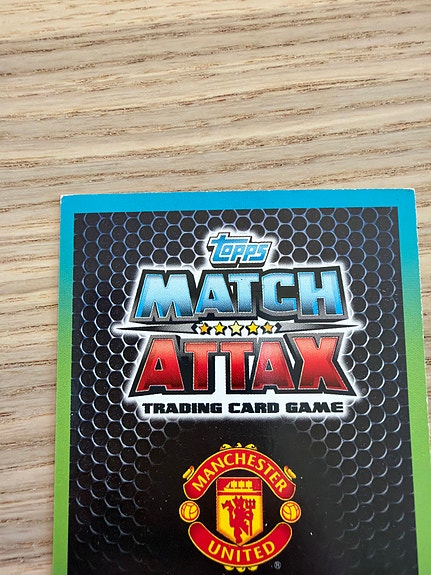 topps
MATCH
ATTAX
TRADING CARD GAME
MANCHESTER
UNITED
®